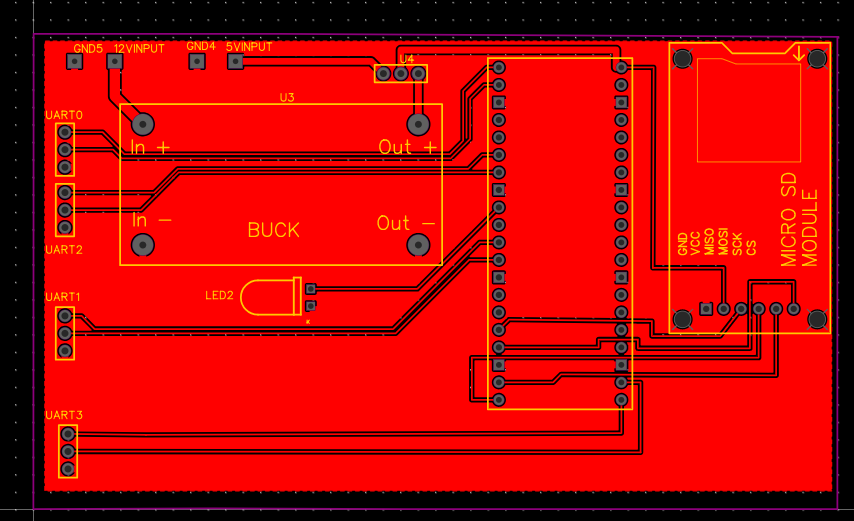 GND5 12VINPUT GND4 5VINPUT
U4
U3
UART0
In + Out +
In - Out -
BUCK
UART2
LED2
K
UART1
UART3
GND
VCC
MISO
MOSI
SCK
CS
MICRO SD
MODULE